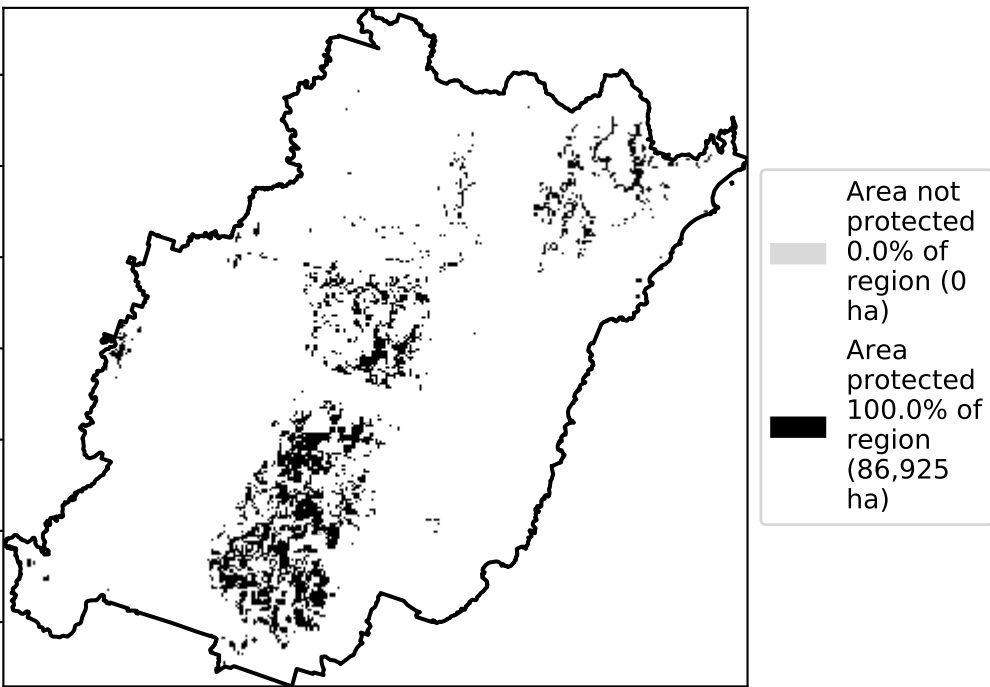 Area not
protected
0.0% of
region (0
ha)
Area
protected
100.0% of
region
(86,925
ha)